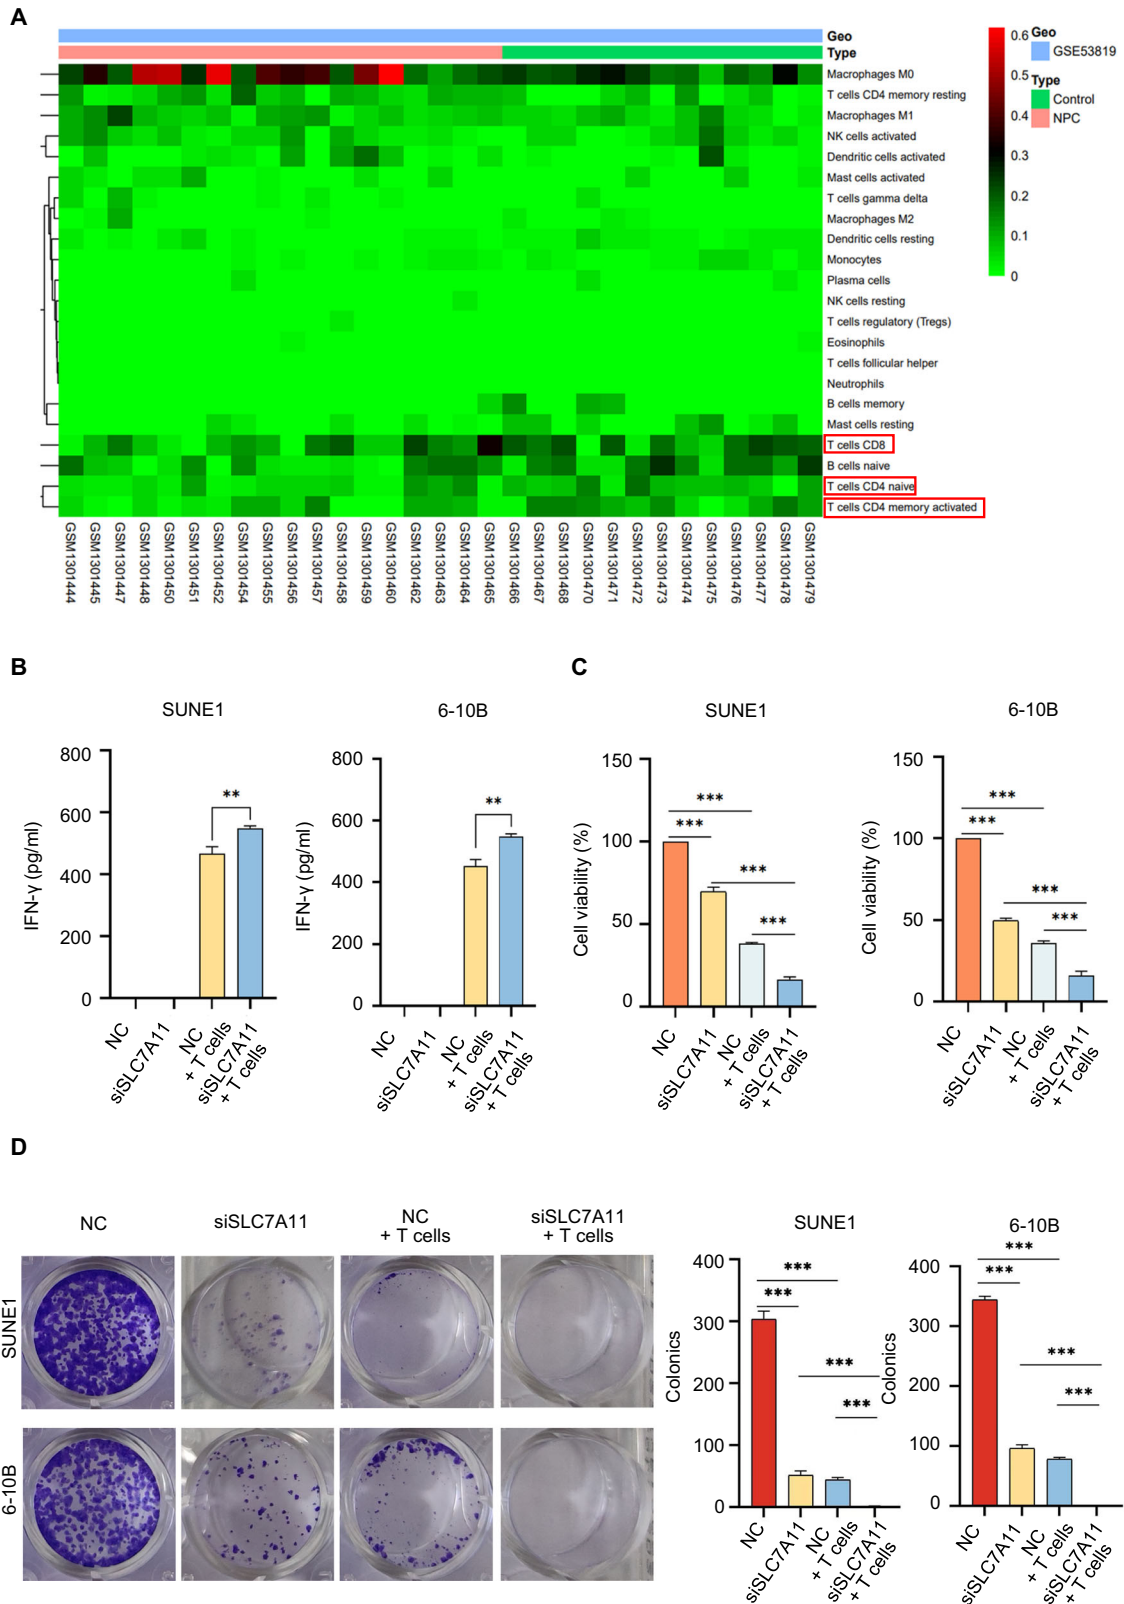 A
Geo
Type
Macrophages M0
T cells CD4 memory resting
Macrophages M1
NK cells activated
Dendritic cells activated
Mast cells activated
T cells gamma delta
Macrophages M2
Dendritic cells resting
Monocytes
Plasma cells
NK cells resting
T cells regulatory (Tregs)
Eosinophils
T cells follicular helper
Neutrophils
B cells memory
Mast cells resting
T cells CD8
B cells naive
T cells CD4 naive
T cells CD4 memory activated
0.6
0.5
0.4
0.3
0.2
0.1
0
Geo
GSE53819
Type
Control
NPC
GSM1301444
GSM1301445
GSM1301447
GSM1301448
GSM1301450
GSM1301451
GSM1301452
GSM1301454
GSM1301455
GSM1301456
GSM1301457
GSM1301458
GSM1301459
GSM1301460
GSM1301462
GSM1301463
GSM1301464
GSM1301465
GSM1301466
GSM1301467
GSM1301468
GSM1301470
GSM1301471
GSM1301472
GSM1301473
GSM1301474
GSM1301475
GSM1301476
GSM1301477
GSM1301478
GSM1301479
B
SUNE1
IFN-γ (pg/ml)
800
600
400
200
0
**
NC
siSLC7A11
NC
+ T cells
siSLC7A11
+ T cells
6-10B
IFN-γ (pg/ml)
800
600
400
200
0
**
NC
siSLC7A11
NC
+ T cells
siSLC7A11
+ T cells
C
SUNE1
Cell viability (%)
150
100
50
0
***
***
***
***
NC
siSLC7A11
NC
+ T cells
siSLC7A11
+ T cells
6-10B
Cell viability (%)
150
100
50
0
***
***
***
***
NC
siSLC7A11
NC
+ T cells
siSLC7A11
+ T cells
D
NC
siSLC7A11
NC
+ T cells
siSLC7A11
+ T cells
SUNE1
6-10B
SUNE1
Colonics
400
300
200
100
0
***
***
***
***
NC
siSLC7A11
NC
+ T cells
siSLC7A11
+ T cells
6-10B
Colonics
400
300
200
100
0
***
***
***
***
NC
siSLC7A11
NC
+ T cells
siSLC7A11
+ T cells